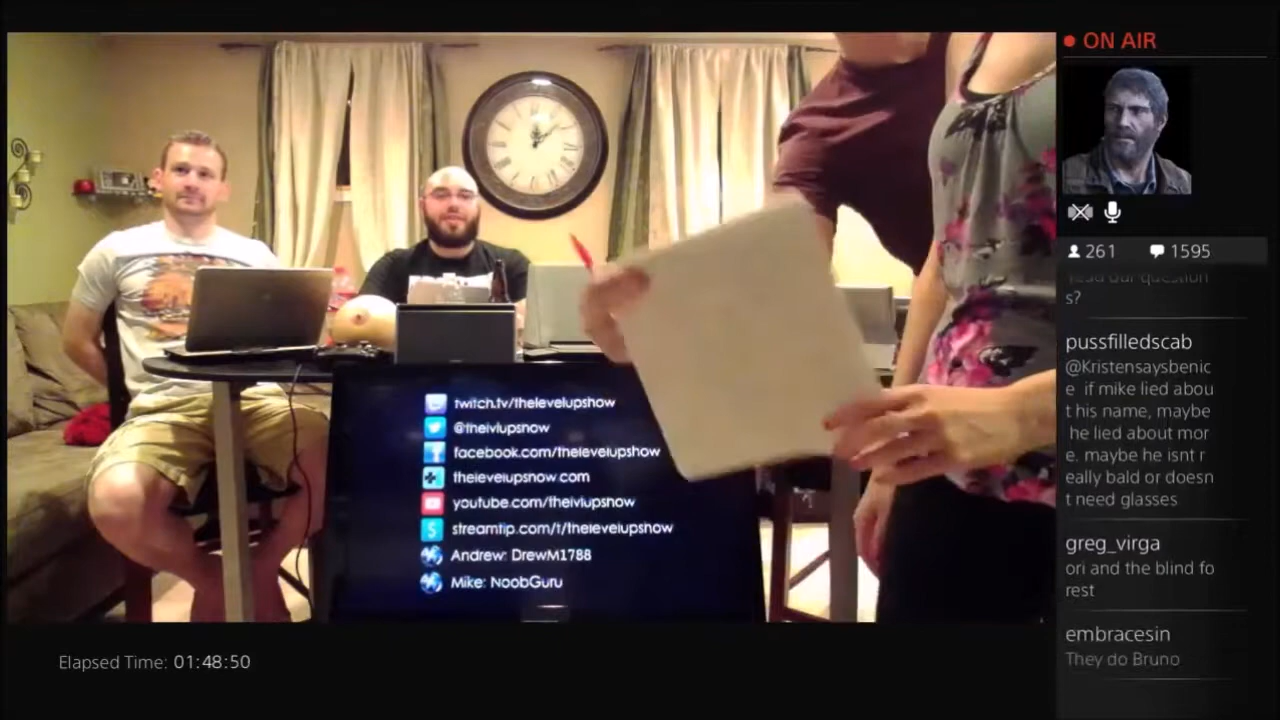 ON AIR
261 1595
read our question
s?
pussfilledscab
@Kristensaysbenic
e if mike lied abou
t his name, maybe
he lied about mor
e. maybe he isnt r
eally bald or doesn
t need glasses
greg_virga
ori and the blind fo
rest
embracesin
They do Bruno
twitch.tv/thelevelupshow
@thelvlupshow
facebook.com/thelevelupshow
thelevelupshow.com
youtube.com/thelvlupshow
streamtip.com/t/thelevelupshow
Andrew: DrewM1788
Mike: NoobGuru
Elapsed Time: 01:48:50